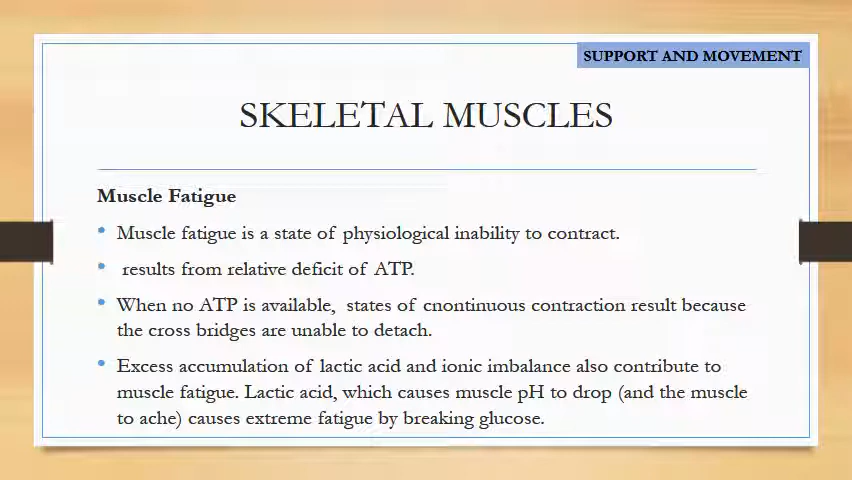 SUPPORT AND MOVEMENT
SKELETAL MUSCLES
Muscle Fatigue
• Muscle fatigue is a state of physiological inability to contract.
• results from relative deficit of ATP.
• When no ATP is available, states of cnontinuous contraction result because
the cross bridges are unable to detach.
• Excess accumulation of lactic acid and ionic imbalance also contribute to
muscle fatigue. Lactic acid, which causes muscle pH to drop (and the muscle
to ache) causes extreme fatigue by breaking glucose.